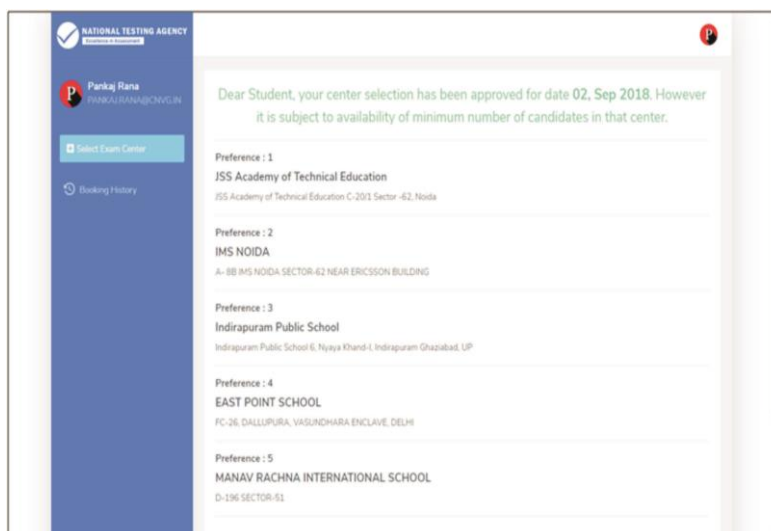 NATIONAL TESTING AGENCY
Excellence in Assessment
P
Pankaj Rana
PANKAJ.RANA@CNVG.IN
Select Exam Center
Booking History
P
Dear Student, your center selection has been approved for date 02, Sep 2018. However
it is subject to availability of minimum number of candidates in that center.
Preference : 1
JSS Academy of Technical Education
JSS Academy of Technical Education C-20/1 Sector -62, Noida
Preference : 2
IMS NOIDA
A- 8B IMS NOIDA SECTOR-62 NEAR ERICSSON BUILDING
Preference : 3
Indirapuram Public School
Indirapuram Public School 6, Nyaya Khand-I, Indirapuram Ghaziabad, UP
Preference : 4
EAST POINT SCHOOL
FC-26, DALLUPURA, VASUNDHARA ENCLAVE, DELHI
Preference : 5
MANAV RACHNA INTERNATIONAL SCHOOL
D-196 SECTOR-51